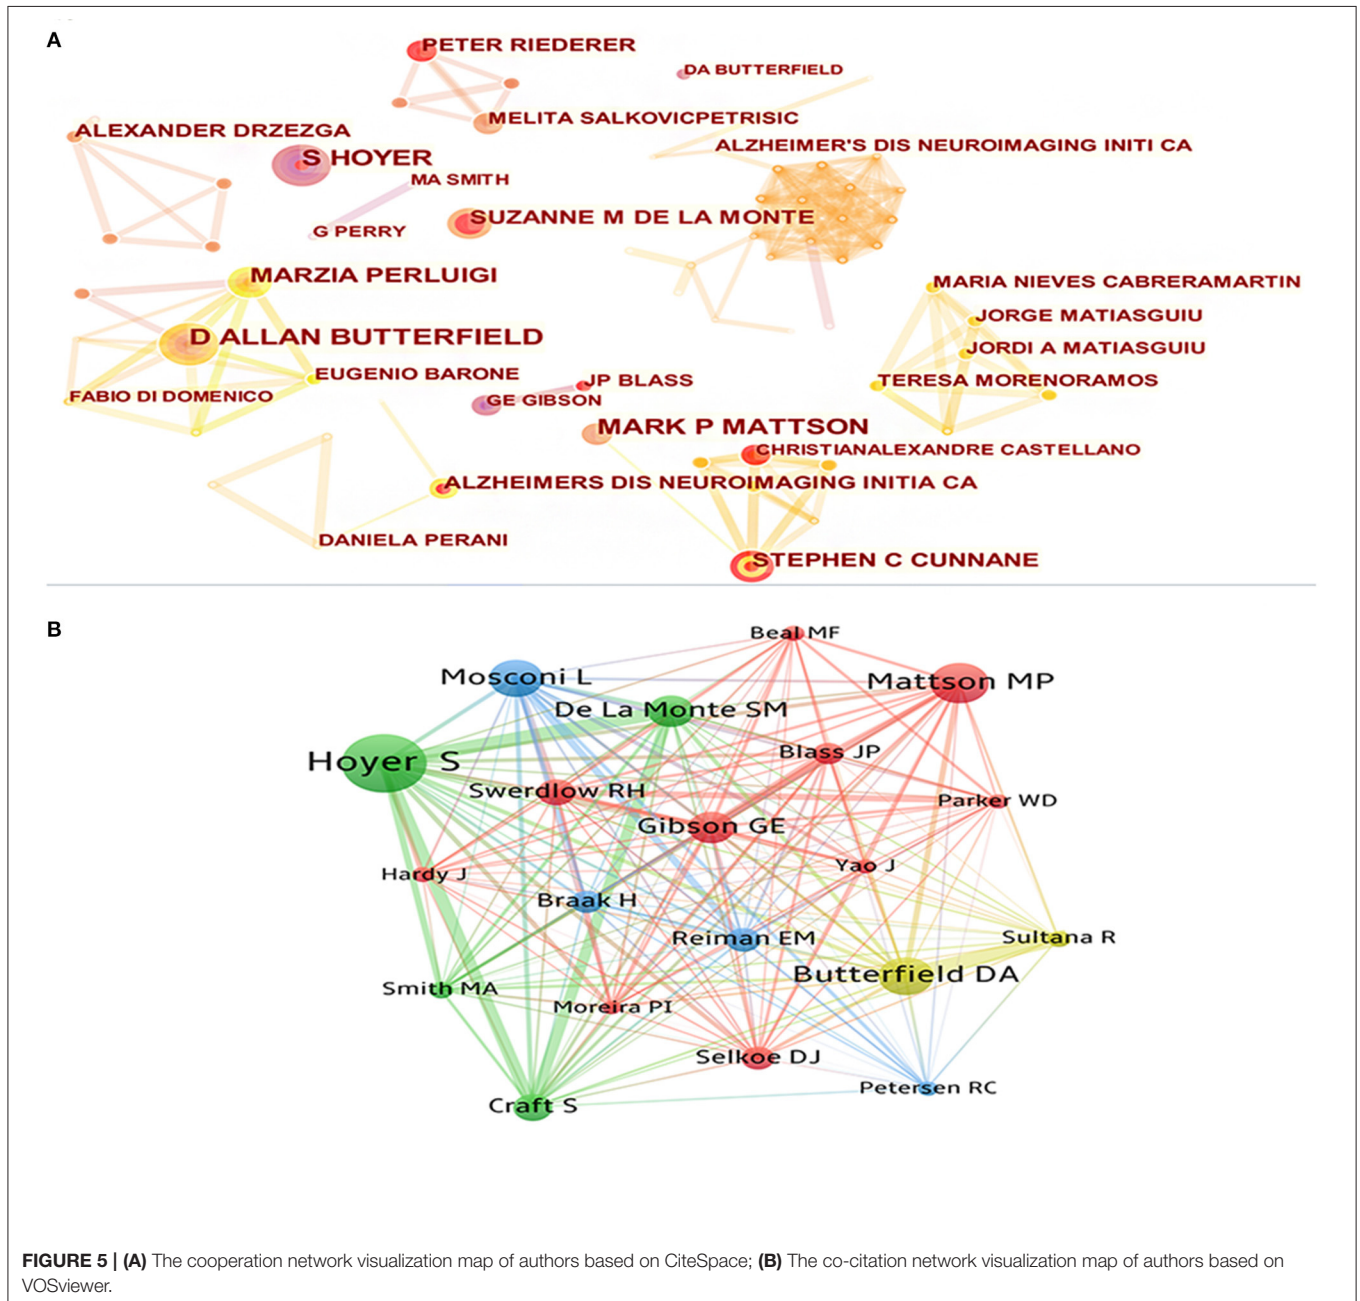 A
PETER RIEDERER
DA BUTTERFIELD
MELITA SALKOVICPETRISIC
ALEXANDER DRZEZGA
ALZHEIMER'S DIS NEUROIMAGING INITI CA
S HOYER
MA SMITH
SUZANNE M DE LA MONTE
G PERRY
MARZIA PERLUIGI
MARIA NIEVES CABRERAMARTIN
JORGE MATIASGUIU
D ALLAN BUTTERFIELD
JORDI A MATIASGUIU
EUGENIO BARONE
JP BLASS
TERESA MORENORAMOS
FABIO DI DOMENICO
GE GIBSON
MARK P MATTSON
CHRISTIANALEXANDRE CASTELLANO
ALZHEIMERS DIS NEUROIMAGING INITIA CA
DANIELA PERANI
STEPHEN C CUNNANE
B
Beal MF
Mosconi L
Mattson MP
De La Monte SM
Blass JP
Hoyer S
Swerdlow RH
Parker WD
Gibson GE
Hardy J
Yao J
Braak H
Reiman EM
Sultana R
Butterfield DA
Smith MA
Moreira PI
Selkoe DJ
Petersen RC
Craft S
FIGURE 5 | (A) The cooperation network visualization map of authors based on CiteSpace; (B) The co-citation network visualization map of authors based on
VOSviewer.